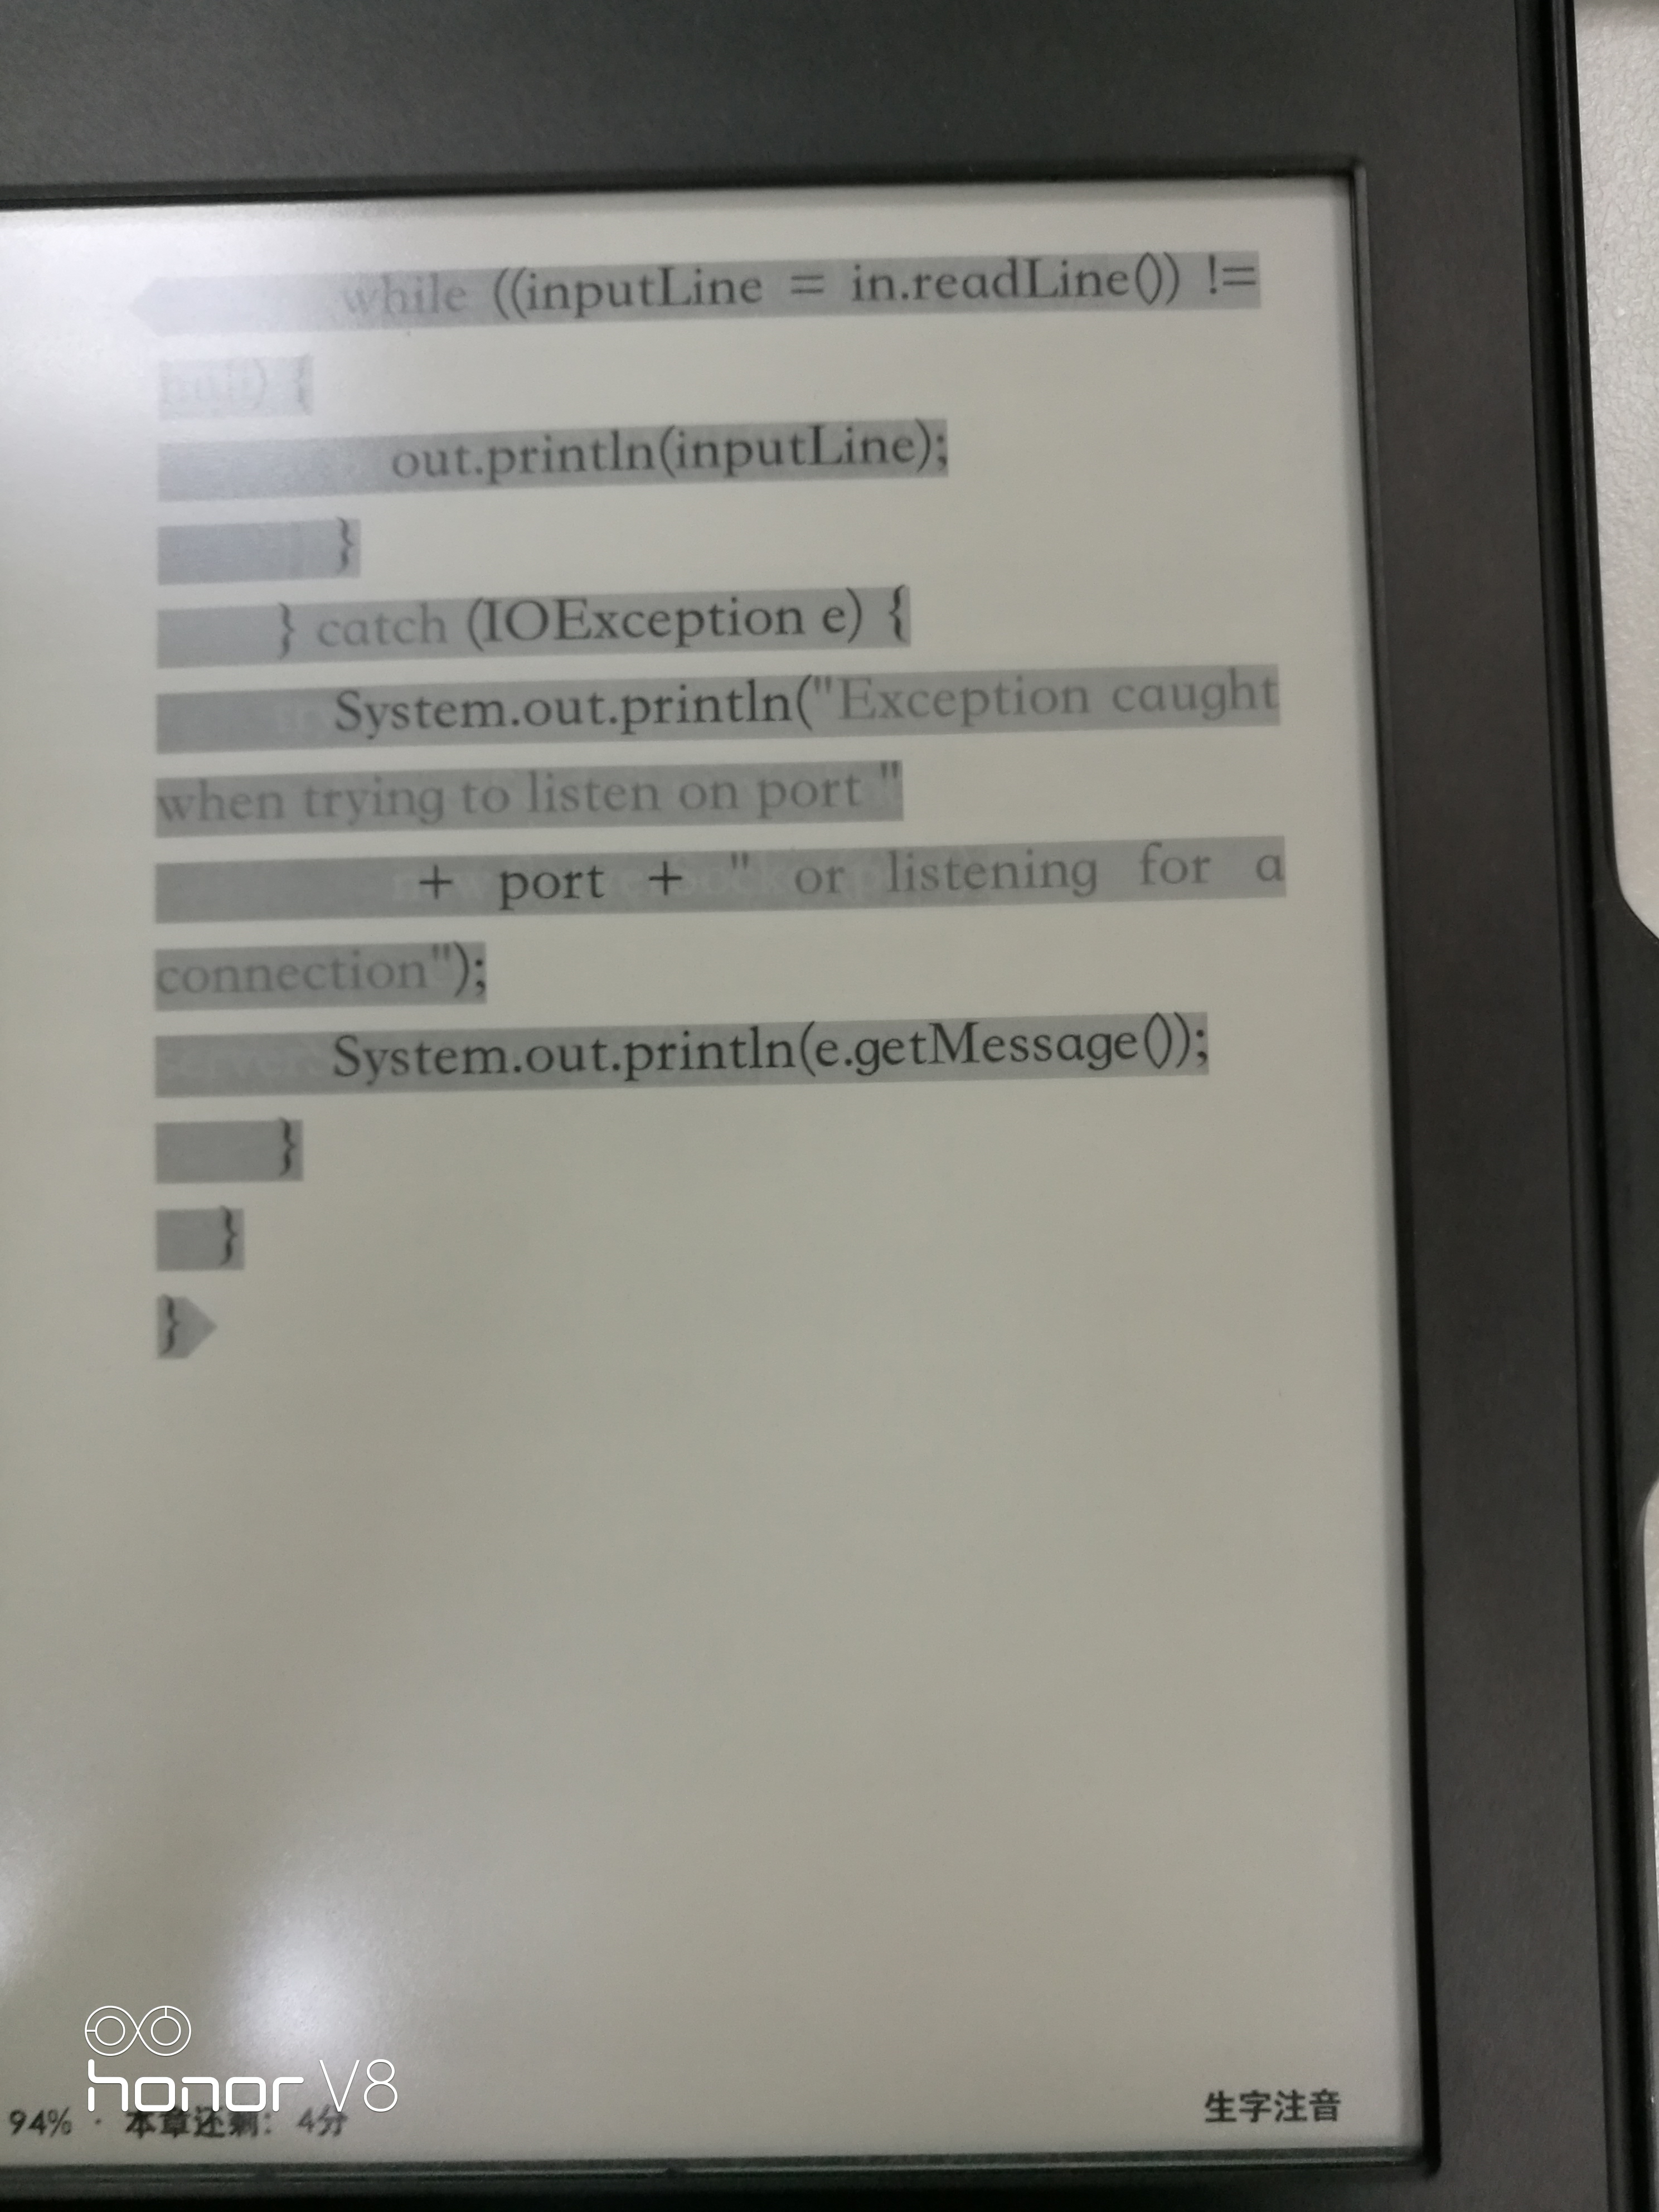 while ((inputLine = in.readLine()) !=
null) {
out.println(inputLine);
}
} catch (IOException e) {
System.out.println("Exception caught
when trying to listen on port "
+ port + " or listening for a
connection");
System.out.println(e.getMessage());
}
}
}
honor V8
94% · 本章还剩: 4分
生字注音